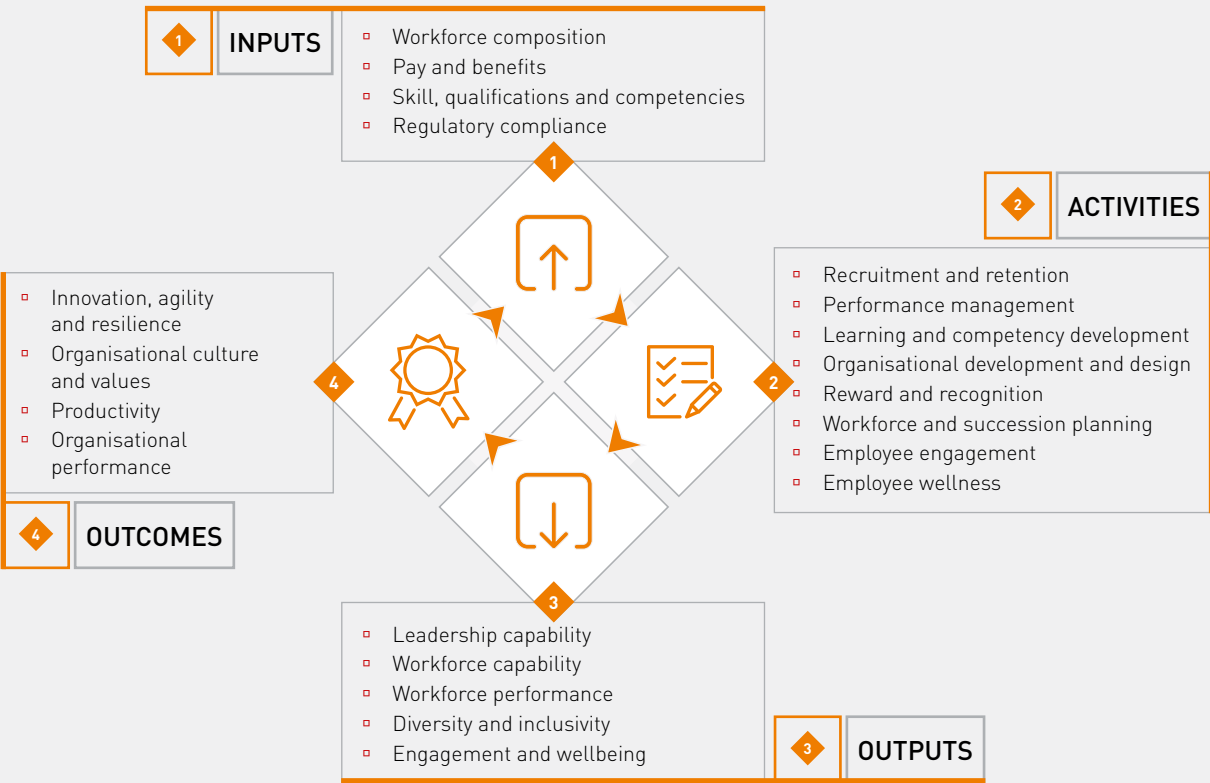 1
INPUTS
Workforce composition
Pay and benefits
Skill, qualifications and competencies
Regulatory compliance
1
2
ACTIVITIES
Recruitment and retention
Performance management
Learning and competency development
Organisational development and design
Reward and recognition
Workforce and succession planning
Employee engagement
Employee wellness
2
3
Leadership capability
Workforce capability
Workforce performance
Diversity and inclusivity
Engagement and wellbeing
3
OUTPUTS
4
Innovation, agility
and resilience
Organisational culture
and values
Productivity
Organisational
performance
4
OUTCOMES